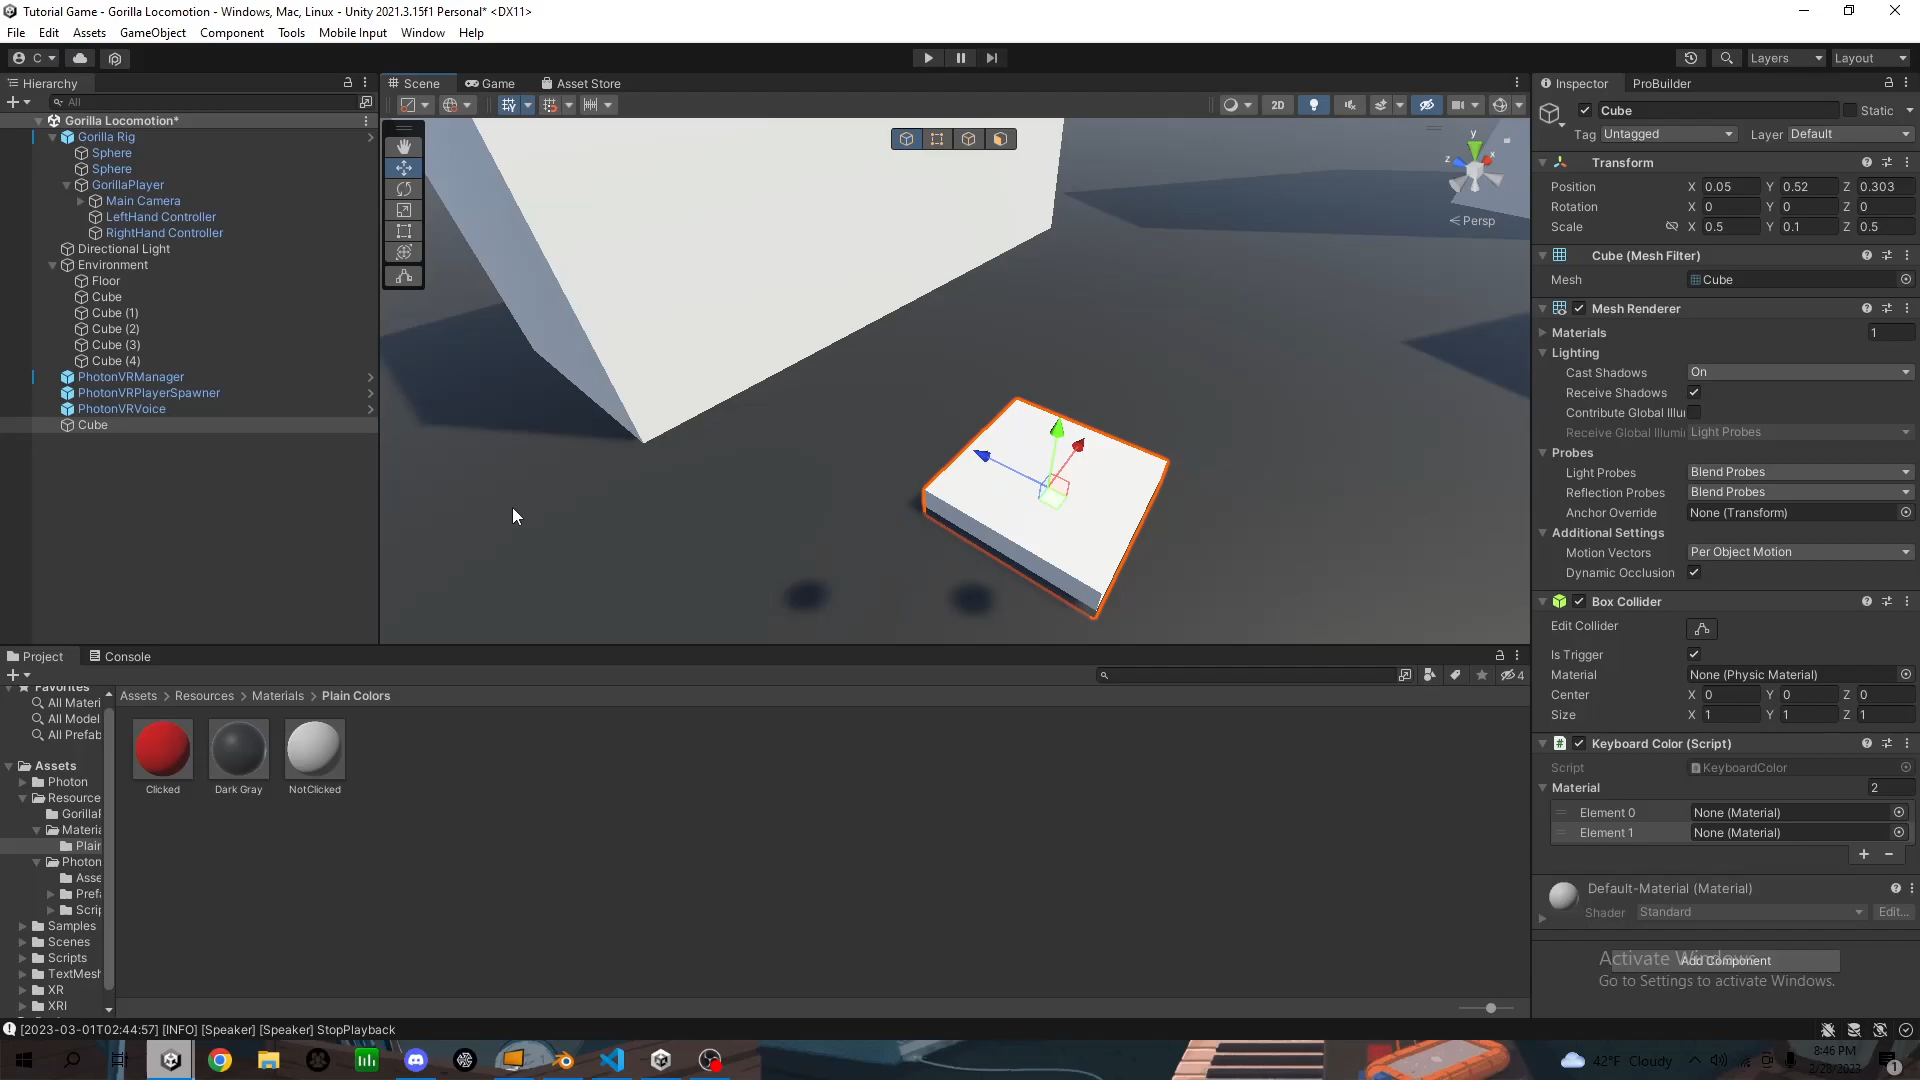 Tutorial Game - Gorilla Locomotion - Windows, Mac, Linux - Unity 2021.3.15f1 Personal* <DX11>
File Edit Assets GameObject Component Tools Mobile Input Window Help
C Layers Layout
Hierarchy
All
Gorilla Locomotion*
Gorilla Rig
Sphere
Sphere
GorillaPlayer
Main Camera
LeftHand Controller
RightHand Controller
Directional Light
Environment
Floor
Cube
Cube (1)
Cube (2)
Cube (3)
Cube (4)
PhotonVRManager
PhotonVRPlayerSpawner
PhotonVRVoice
Cube
Scene Game Asset Store
2D
y
z x
Persp
Inspector ProBuilder
Cube Static
Tag Untagged Layer Default
Transform
Position X 0.05 Y 0.52 Z 0.303
Rotation X 0 Y 0 Z 0
Scale X 0.5 Y 0.1 Z 0.5
Cube (Mesh Filter)
Mesh Cube
Mesh Renderer
Materials 1
Lighting
Cast Shadows On
Receive Shadows
Contribute Global Illu
Receive Global Illumi Light Probes
Probes
Light Probes Blend Probes
Reflection Probes Blend Probes
Anchor Override None (Transform)
Additional Settings
Motion Vectors Per Object Motion
Dynamic Occlusion
Box Collider
Edit Collider
Is Trigger
Material None (Physic Material)
Center X 0 Y 0 Z 0
Size X 1 Y 1 Z 1
Keyboard Color (Script)
Script KeyboardColor
Material 2
Element 0 None (Material)
Element 1 None (Material)
+ −
Default-Material (Material)
Shader Standard Edit...
Add Component
Activate Windows
Go to Settings to activate Windows.
Project Console
4
Favorites
All Materi
All Model
All Prefab
Assets
Photon
Resource
Gorillal
Materia
Plair
Photon
Asse
Prefa
Scrip
Samples
Scenes
Scripts
TextMesh
XR
XRI
Assets > Resources > Materials > Plain Colors
Clicked Dark Gray NotClicked
[2023-03-01T02:44:57] [INFO] [Speaker] [Speaker] StopPlayback
42°F Cloudy
8:46 PM
2/28/2023
1